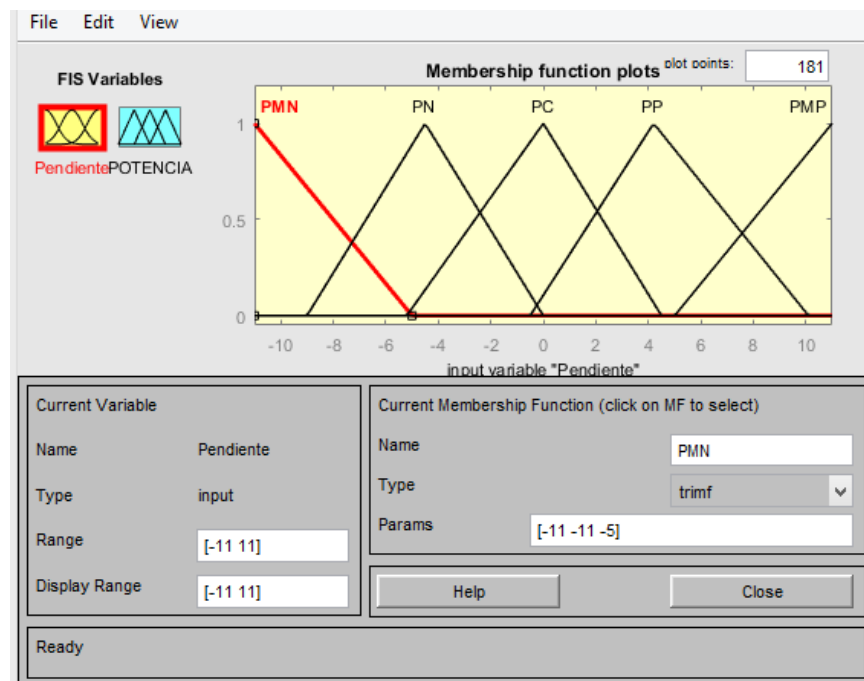 File Edit View
FIS Variables
Pendiente POTENCIA
Membership function plots plot points: 181
PMN PN PC PP PMP
1
0.5
0
-10 -8 -6 -4 -2 0 2 4 6 8 10
input variable "Pendiente"
Current Variable
Name Pendiente
Type input
Range [-11 11]
Display Range [-11 11]
Current Membership Function (click on MF to select)
Name PMN
Type trimf
Params [-11 -11 -5]
Help Close
Ready